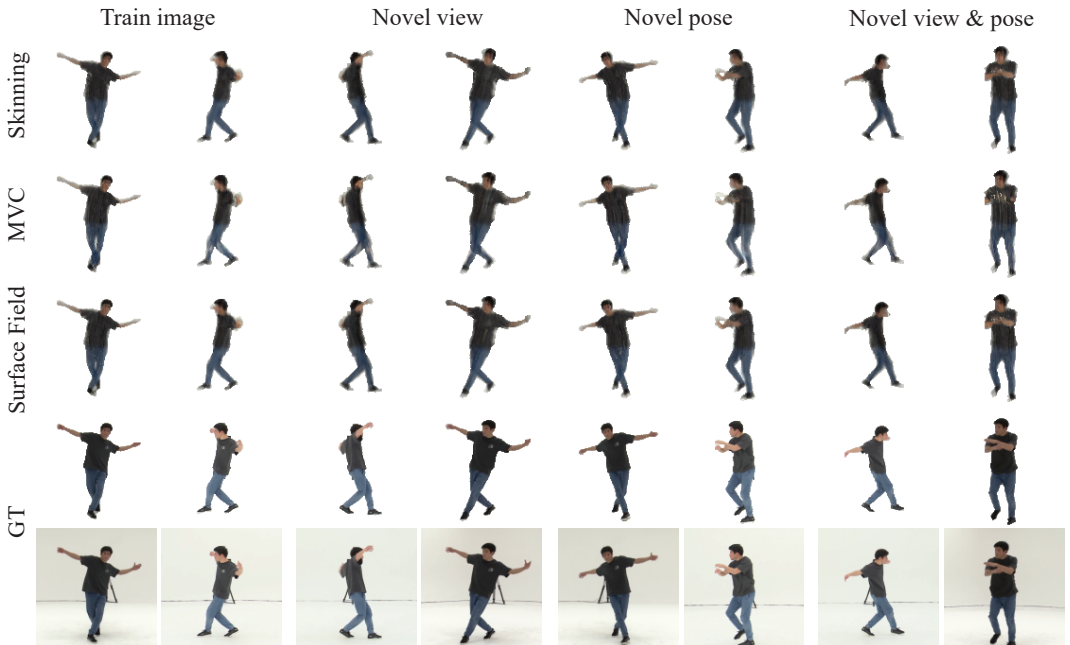 Train image
Novel view
Novel pose
Novel view & pose
Skinning
MVC
Surface Field
GT